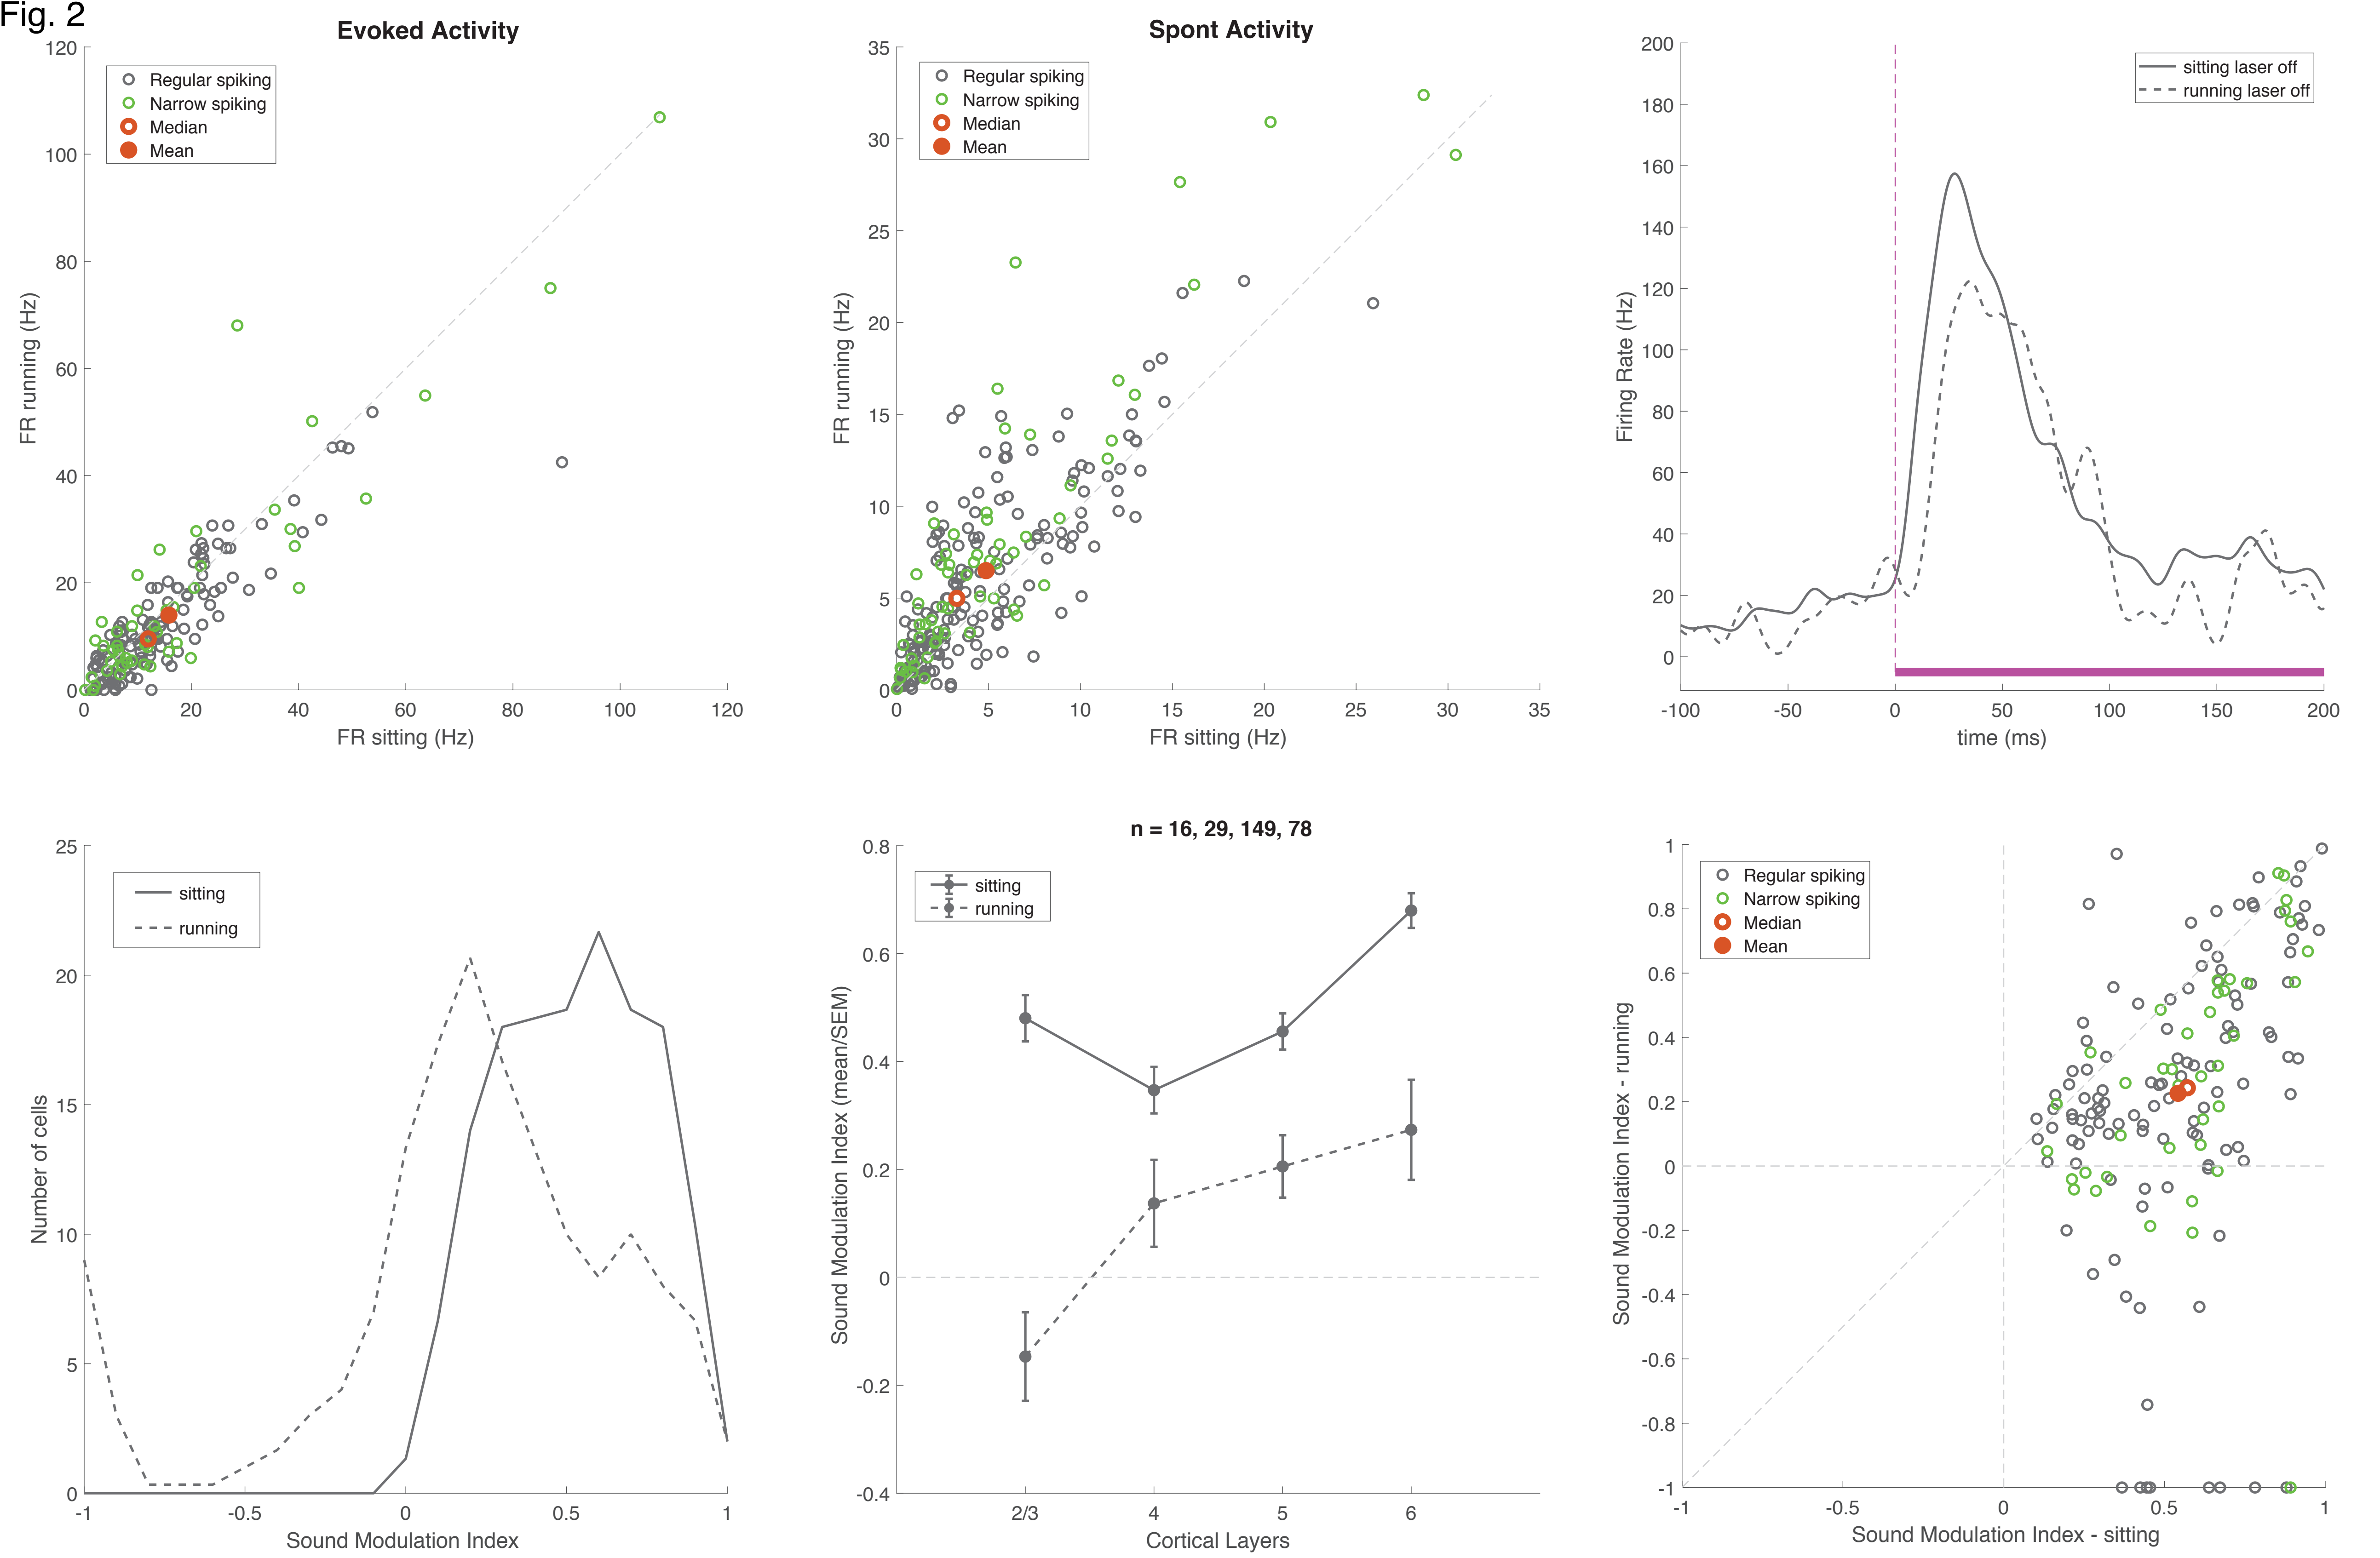 Fig. 2
Evoked Activity
120
100
80
60
40
20
0
FR running (Hz)
Regular spiking
Narrow spiking
Median
Mean
0 20 40 60 80 100 120
FR sitting (Hz)
Spont Activity
35
30
25
20
15
10
5
0
FR running (Hz)
Regular spiking
Narrow spiking
Median
Mean
0 5 10 15 20 25 30 35
FR sitting (Hz)
200
180
160
140
120
100
80
60
40
20
0
Firing Rate (Hz)
sitting laser off
running laser off
-100 -50 0 50 100 150 200
time (ms)
25
20
15
10
5
0
Number of cells
sitting
running
-1 -0.5 0 0.5 1
Sound Modulation Index
n = 16, 29, 149, 78
0.8
0.6
0.4
0.2
0
-0.2
-0.4
Sound Modulation Index (mean/SEM)
sitting
running
2/3 4 5 6
Cortical Layers
1
0.8
0.6
0.4
0.2
0
-0.2
-0.4
-0.6
-0.8
-1
Sound Modulation Index - running
Regular spiking
Narrow spiking
Median
Mean
-1 -0.5 0 0.5 1
Sound Modulation Index - sitting